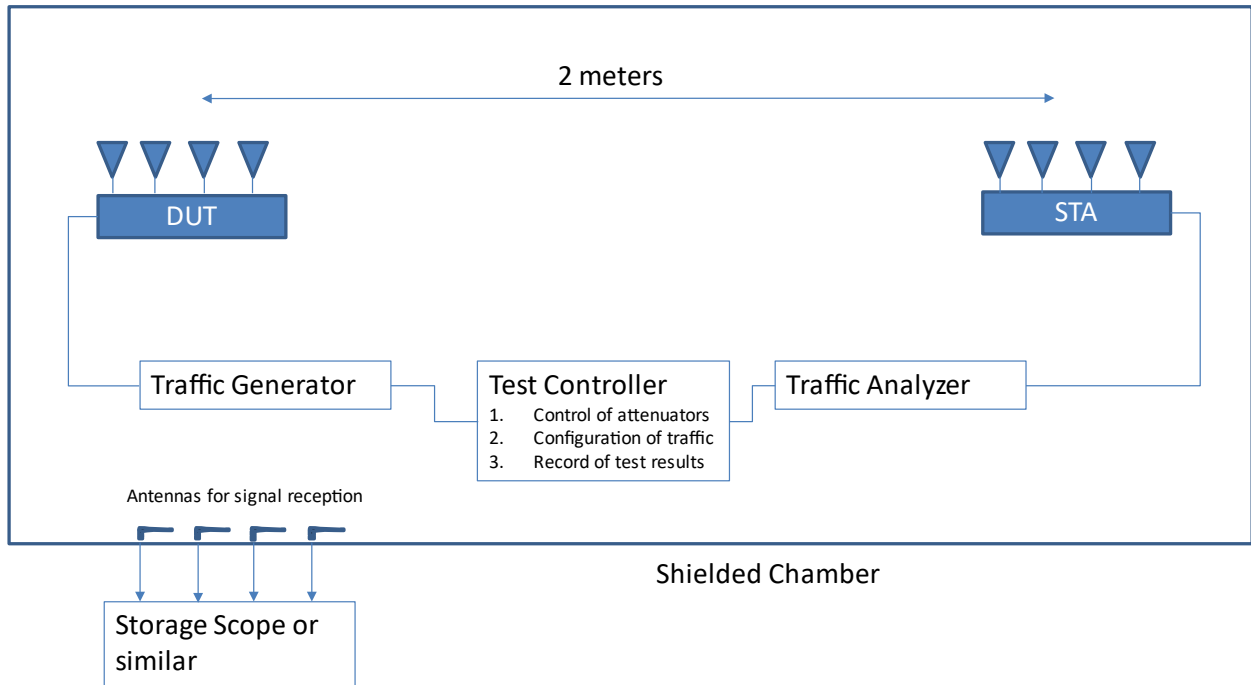 2 meters
DUT
STA
Traffic Generator
Test Controller
1. Control of attenuators
2. Configuration of traffic
3. Record of test results
Traffic Analyzer
Antennas for signal reception
Shielded Chamber
Storage Scope or
similar